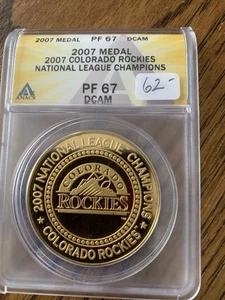 2007 MEDAL PF 67 DCAM
2007 MEDAL
2007 COLORADO ROCKIES
NATIONAL LEAGUE CHAMPIONS
PF 67
DCAM
62-
ANACS
2007 NATIONAL LEAGUE CHAMPIONS
COLORADO
ROCKIES
COLORADO ROCKIES